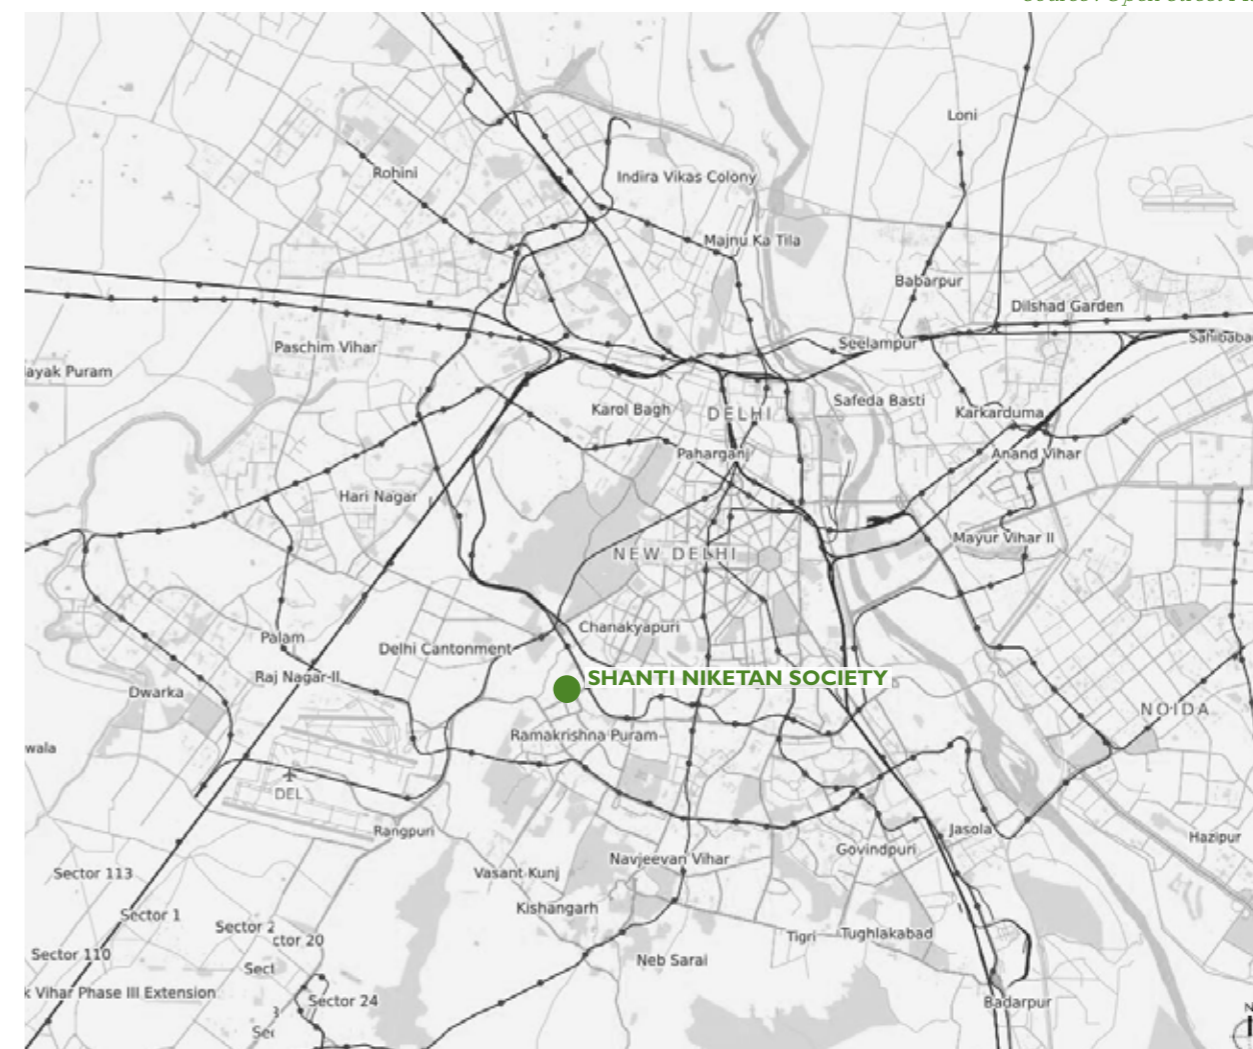 Loni
Rohini
Indira Vikas Colony
Majnu Ka Tila
Babarpur
Dilshad Garden
Paschim Vihar
Seelampur
Sahibaba
ayak Puram
Karol Bagh
DELHI
Safeda Basti
Karkarduma
Paharganj
Anand Vihar
Hari Nagar
NEW DELHI
Mayur Vihar II
Chanakyapuri
Palam
Delhi Cantonment
Raj Nagar-II
SHANTI NIKETAN SOCIETY
Dwarka
NOIDA
Ramakrishna Puram
wala
DEL
Rangpuri
Jasola
Hazipur
Govindpuri
Navjeevan Vihar
Sector 113
Vasant Kunj
Kishangarh
Sector 1
Sector 2
Tigri
Tughlakabad
ctor 20
Sector 110
Neb Sarai
Sect
k Vihar Phase III Extension
Sector 24
Badarpur
N